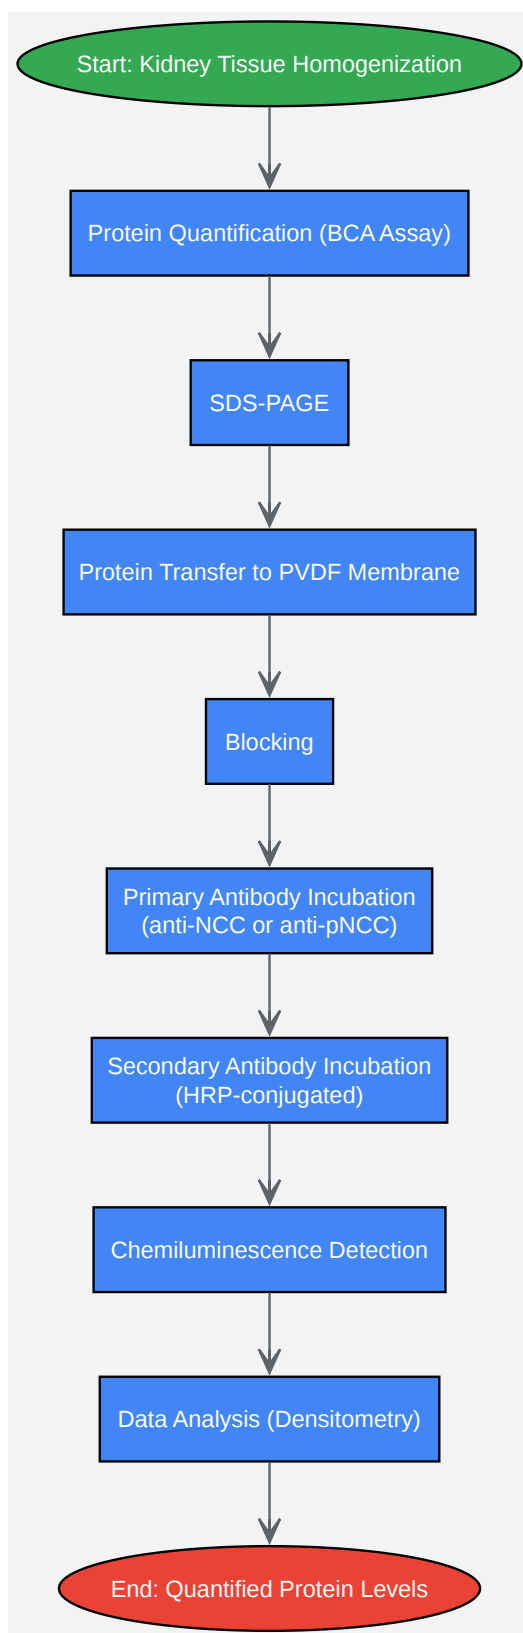 Start: Kidney Tissue Homogenization
Protein Quantification (BCA Assay)
SDS-PAGE
Protein Transfer to PVDF Membrane
Blocking
Primary Antibody Incubation
(anti-NCC or anti-pNCC)
Secondary Antibody Incubation
(HRP-conjugated)
Chemiluminescence Detection
Data Analysis (Densitometry)
End: Quantified Protein Levels